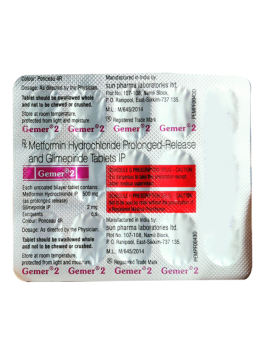 Colour: Ponceau 4R
Dosage: As directed by the Physician.
Tablet should be swallowed whole
and not to be chewed or crushed.
Store at room temperature,
protected from light and moisture.
Manufactured in India by:
sun pharma laboratories ltd.
Plot No. 107-108, Namli Block,
P. O. Ranipool, East-Sikkim-737 135.
M.L.: M/645/2014
® Registered Trade Mark
Gemer® 2 Gemer® 2 Gemer® 2 Gemer® 2
Metformin Hydrochloride Prolonged-Release
and Glimepiride Tablets IP
Gemer® 2
Each uncoated bilayer tablet contains:
Metformin Hydrochloride IP 500 mg
(as prolonged release)
Glimepiride IP 2 mg
Excipients q.s.
Colour: Ponceau 4R
Dosage: As directed by the Physician.
Tablet should be swallowed whole
and not to be chewed or crushed.
Store at room temperature,
protected from light and moisture.
Manufactured in India by:
sun pharma laboratories ltd.
Plot No. 107-108, Namli Block,
P. O. Ranipool, East-Sikkim-737 135.
M.L.: M/645/2014
® Registered Trade Mark
Gemer® 2 Gemer® 2 Gemer® 2 Gemer® 2